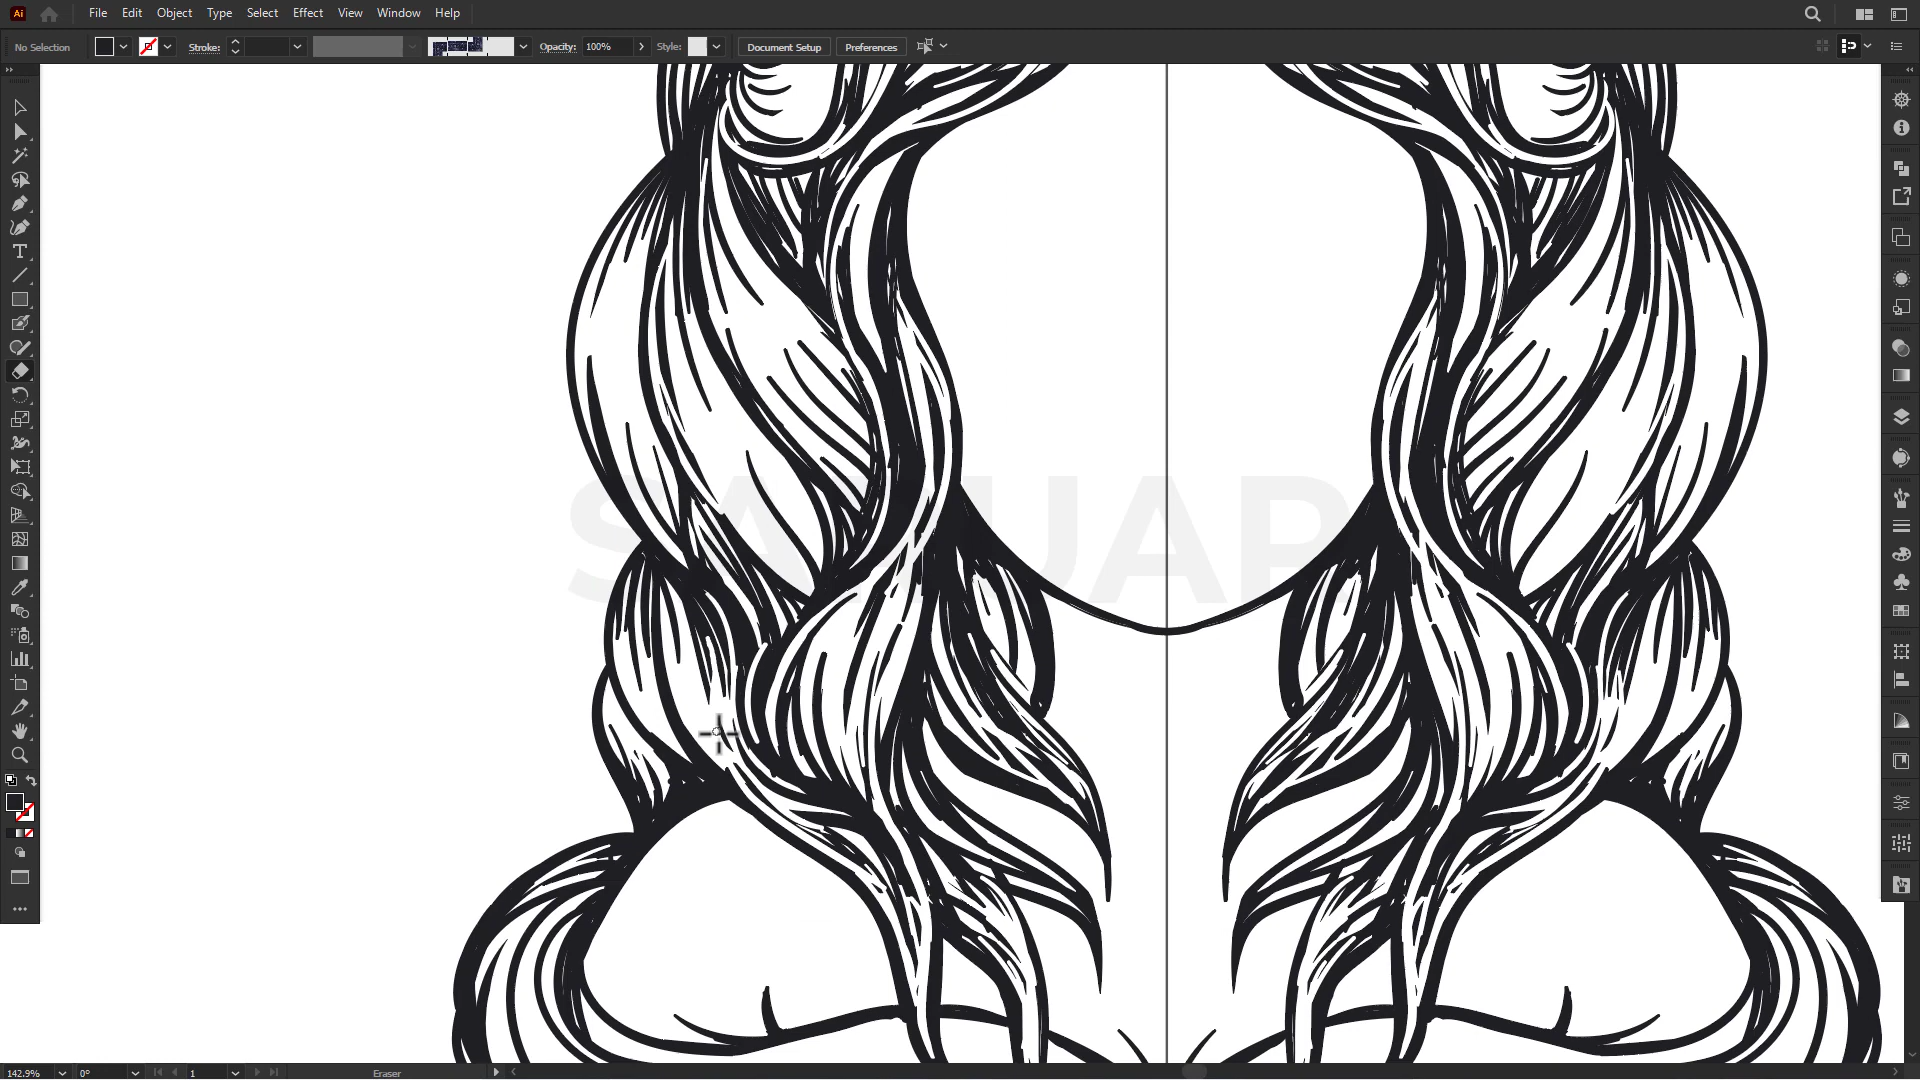 Ai File Edit Object Type Select Effect View Window Help
No Selection Stroke: Opacity: 100% Style: Document Setup Preferences
142.9% 0° 1 Eraser